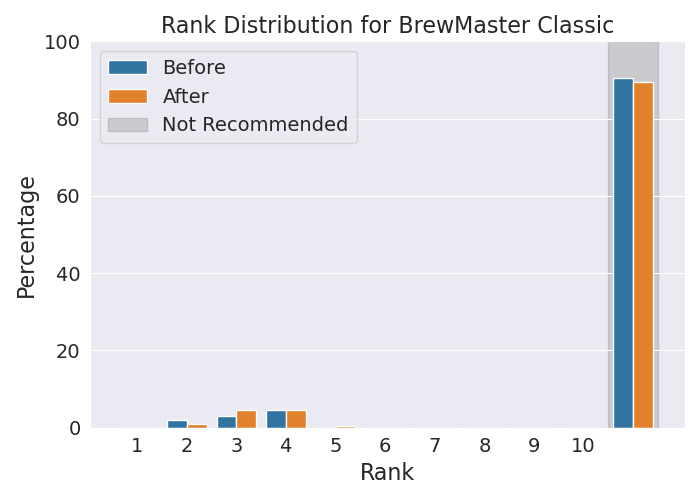 Rank Distribution for BrewMaster Classic
100
80
60
40
20
0
Percentage
Before
After
Not Recommended
1 2 3 4 5 6 7 8 9 10
Rank